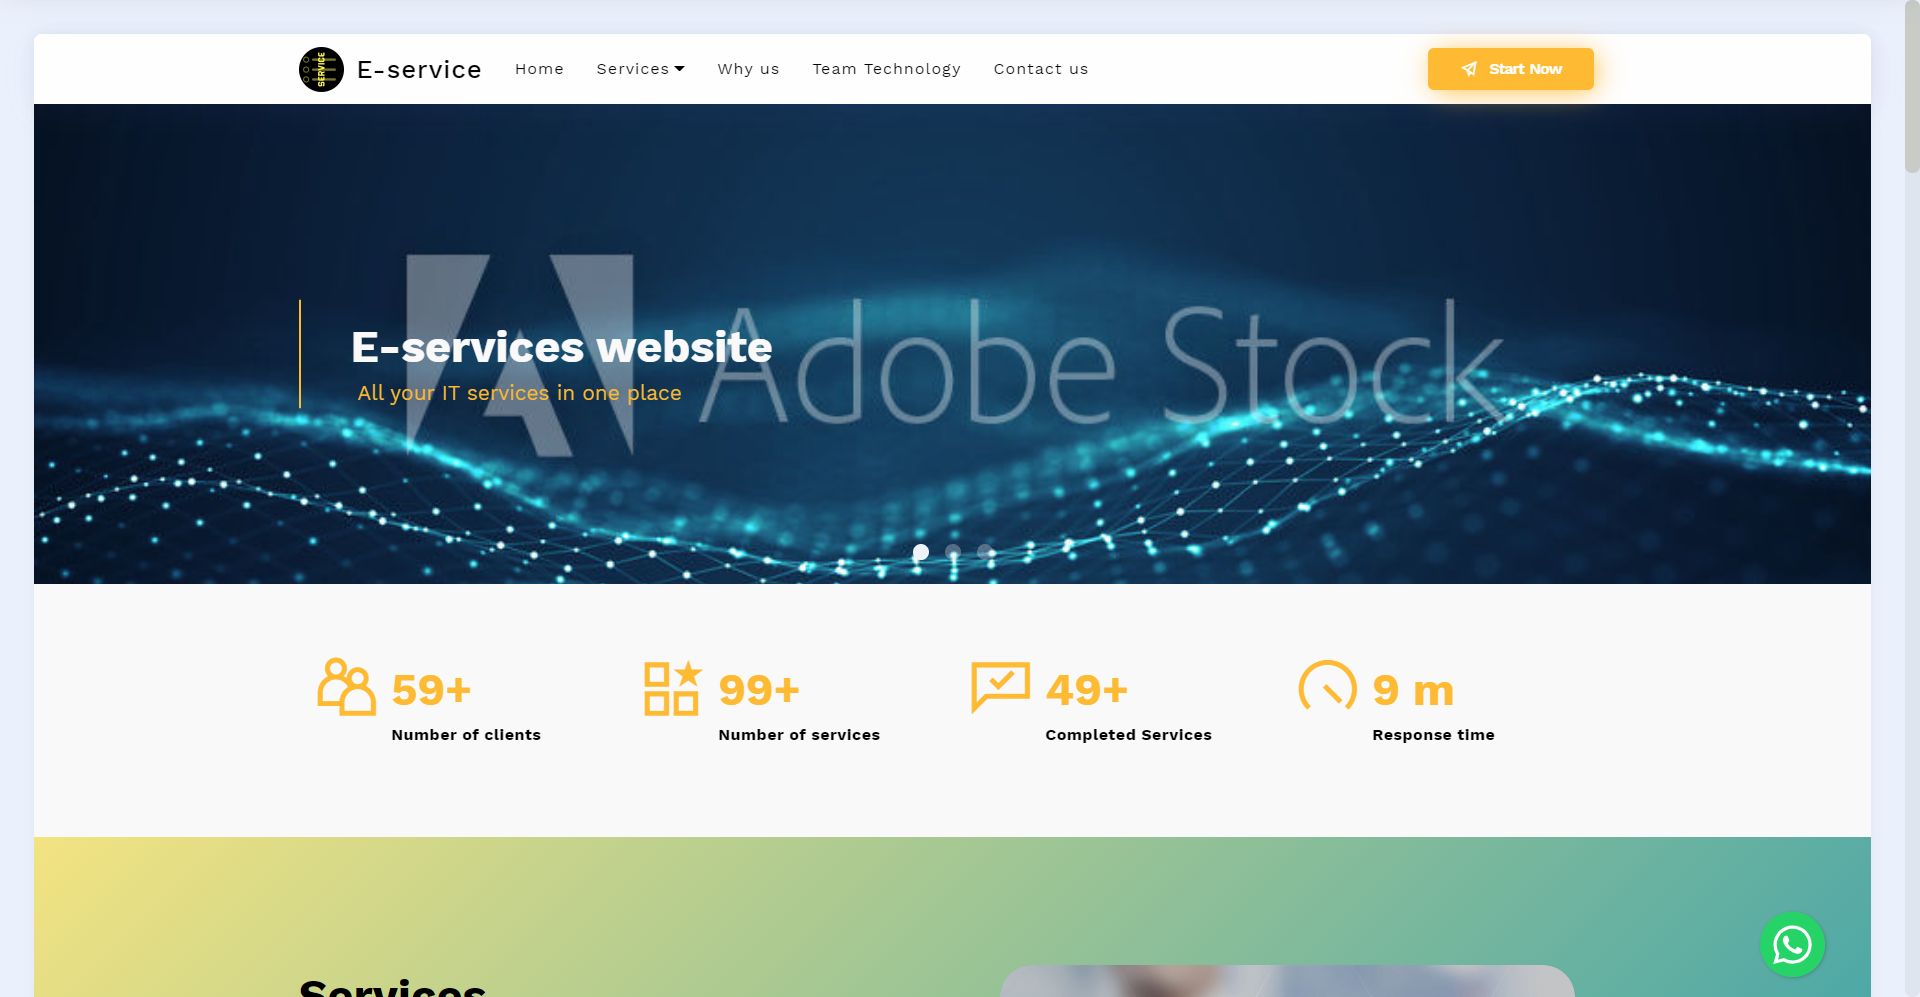 SERVICE
E-service
Home
Services
Why us
Team Technology
Contact us
Start Now
Adobe Stock
E-services website
All your IT services in one place
59+
Number of clients
99+
Number of services
49+
Completed Services
9 m
Response time
Services